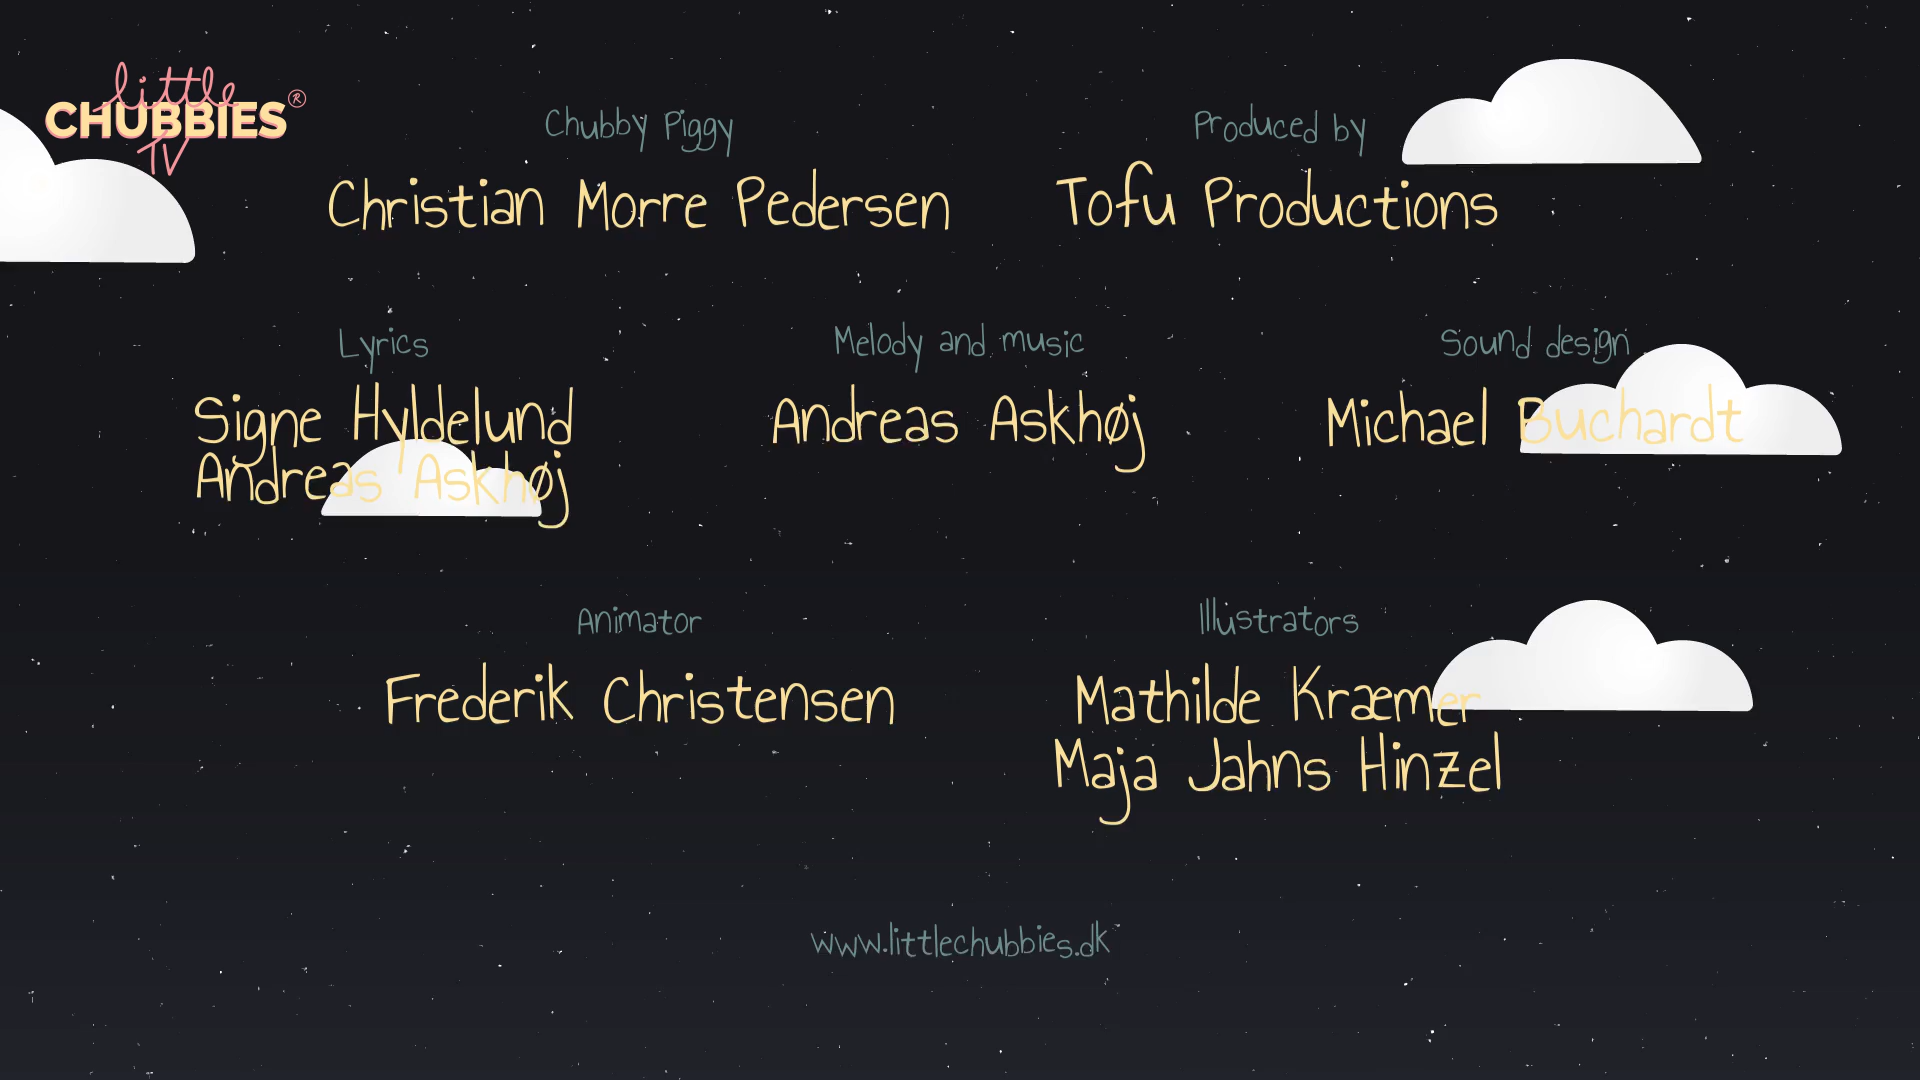 little
CHUBBIES®
TV
Chubby Piggy
Christian Morre Pedersen
Produced by
Tofu Productions
Lyrics
Signe Hyldelund
Andreas Askhøj
Melody and music
Andreas Askhøj
Sound design
Michael Buchardt
Animator
Frederik Christensen
Illustrators
Mathilde Kræmer
Maja Jahns Hinzel
www.littlechubbies.dk